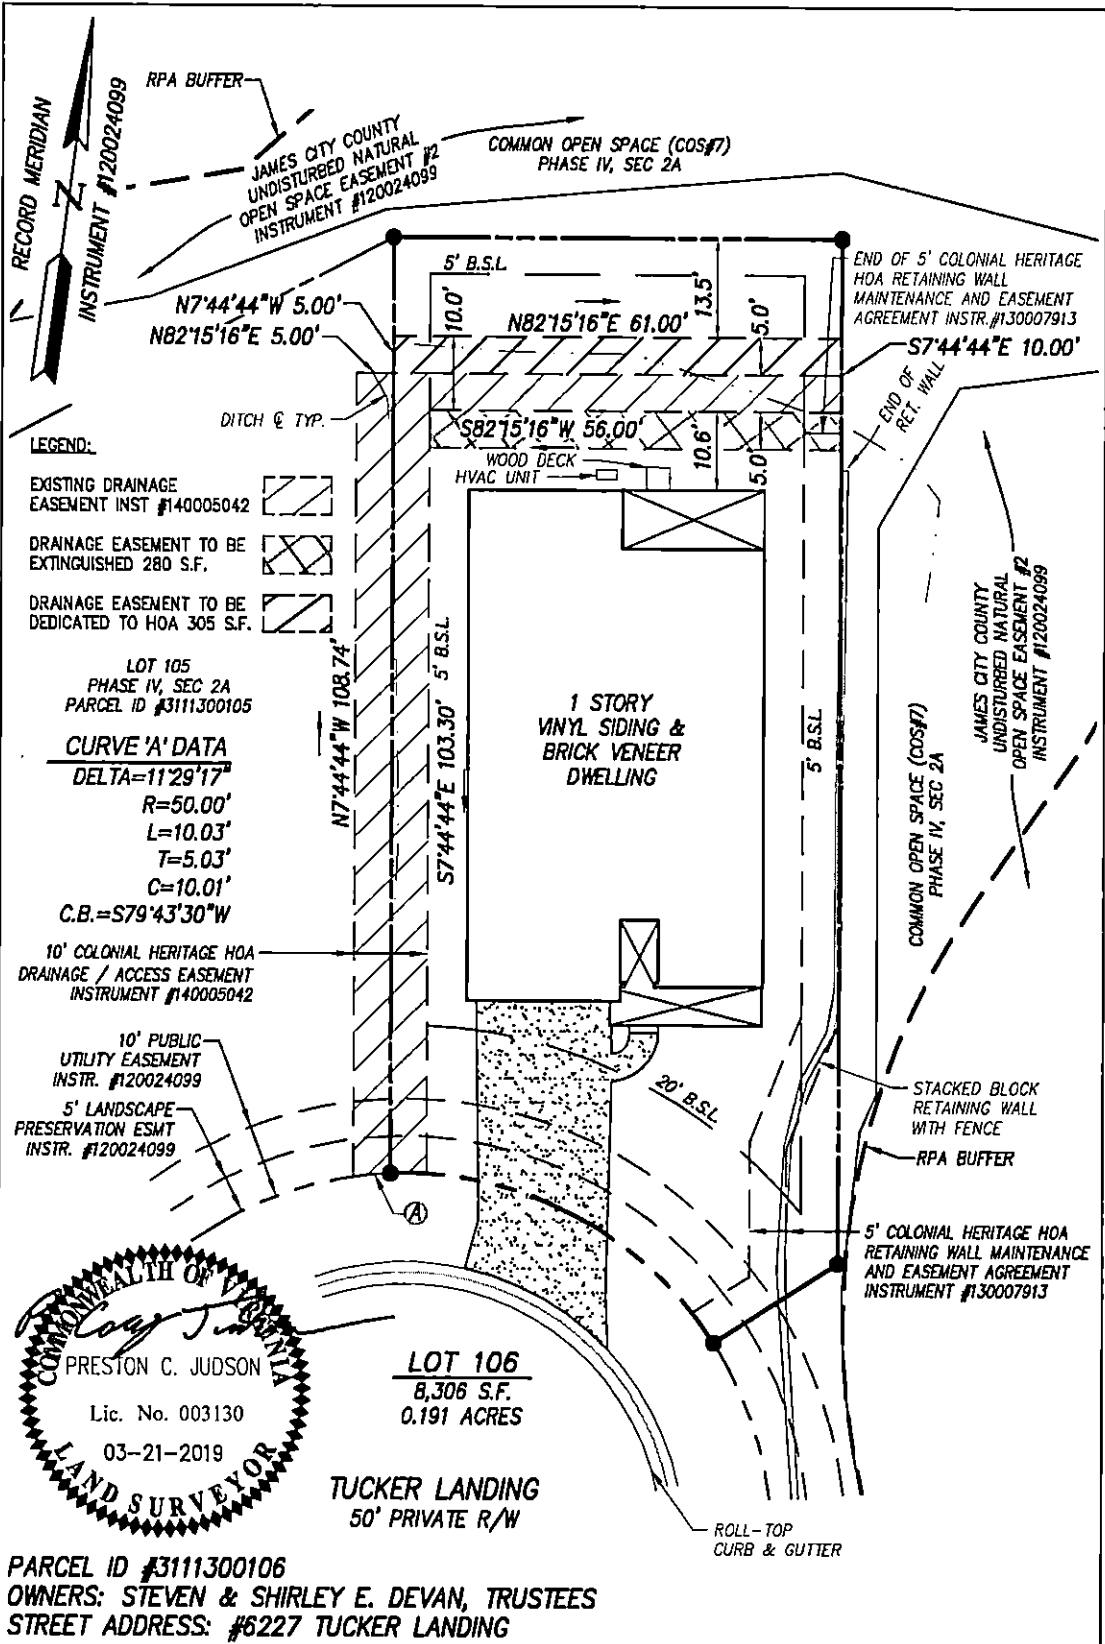 RECORD MERIDIAN
INSTRUMENT #120024099
N
RPA BUFFER
JAMES CITY COUNTY
UNDISTURBED NATURAL
OPEN SPACE EASEMENT #2
INSTRUMENT #120024099
COMMON OPEN SPACE (COS#7)
PHASE IV, SEC 2A
5' B.S.L.
END OF 5' COLONIAL HERITAGE
HOA RETAINING WALL
MAINTENANCE AND EASEMENT
AGREEMENT INSTR.#130007913
N7°44'44"W 5.00'
N82°15'16"E 5.00'
10.0'
N82°15'16"E 61.00'
13.5'
5.0'
S7°44'44"E 10.00'
END OF
RET. WALL
DITCH ℄ TYP.
S82°15'16"W 56.00'
10.6'
5.0'
WOOD DECK
HVAC UNIT
LEGEND:
EXISTING DRAINAGE
EASEMENT INST #140005042
DRAINAGE EASEMENT TO BE
EXTINGUISHED 280 S.F.
DRAINAGE EASEMENT TO BE
DEDICATED TO HOA 305 S.F.
LOT 105
PHASE IV, SEC 2A
PARCEL ID #3111300105
CURVE 'A' DATA
DELTA=11°29'17"
R=50.00'
L=10.03'
T=5.03'
C=10.01'
C.B.=S79°43'30"W
N7°44'44"W 108.74'
S7°44'44"E 103.30'
5' B.S.L.
1 STORY
VINYL SIDING &
BRICK VENEER
DWELLING
5' B.S.L.
COMMON OPEN SPACE (COS#7)
PHASE IV, SEC 2A
JAMES CITY COUNTY
UNDISTURBED NATURAL
OPEN SPACE EASEMENT #2
INSTRUMENT #120024099
10' COLONIAL HERITAGE HOA
DRAINAGE / ACCESS EASEMENT
INSTRUMENT #140005042
10' PUBLIC
UTILITY EASEMENT
INSTR. #120024099
5' LANDSCAPE
PRESERVATION ESMT
INSTR. #120024099
20' B.S.L.
STACKED BLOCK
RETAINING WALL
WITH FENCE
RPA BUFFER
A
5' COLONIAL HERITAGE HOA
RETAINING WALL MAINTENANCE
AND EASEMENT AGREEMENT
INSTRUMENT #130007913
COMMONWEALTH OF VIRGINIA
PRESTON C. JUDSON
Lic. No. 003130
03-21-2019
LAND SURVEYOR
LOT 106
8,306 S.F.
0.191 ACRES
TUCKER LANDING
50' PRIVATE R/W
ROLL-TOP
CURB & GUTTER
PARCEL ID #3111300106
OWNERS: STEVEN & SHIRLEY E. DEVAN, TRUSTEES
STREET ADDRESS: #6227 TUCKER LANDING